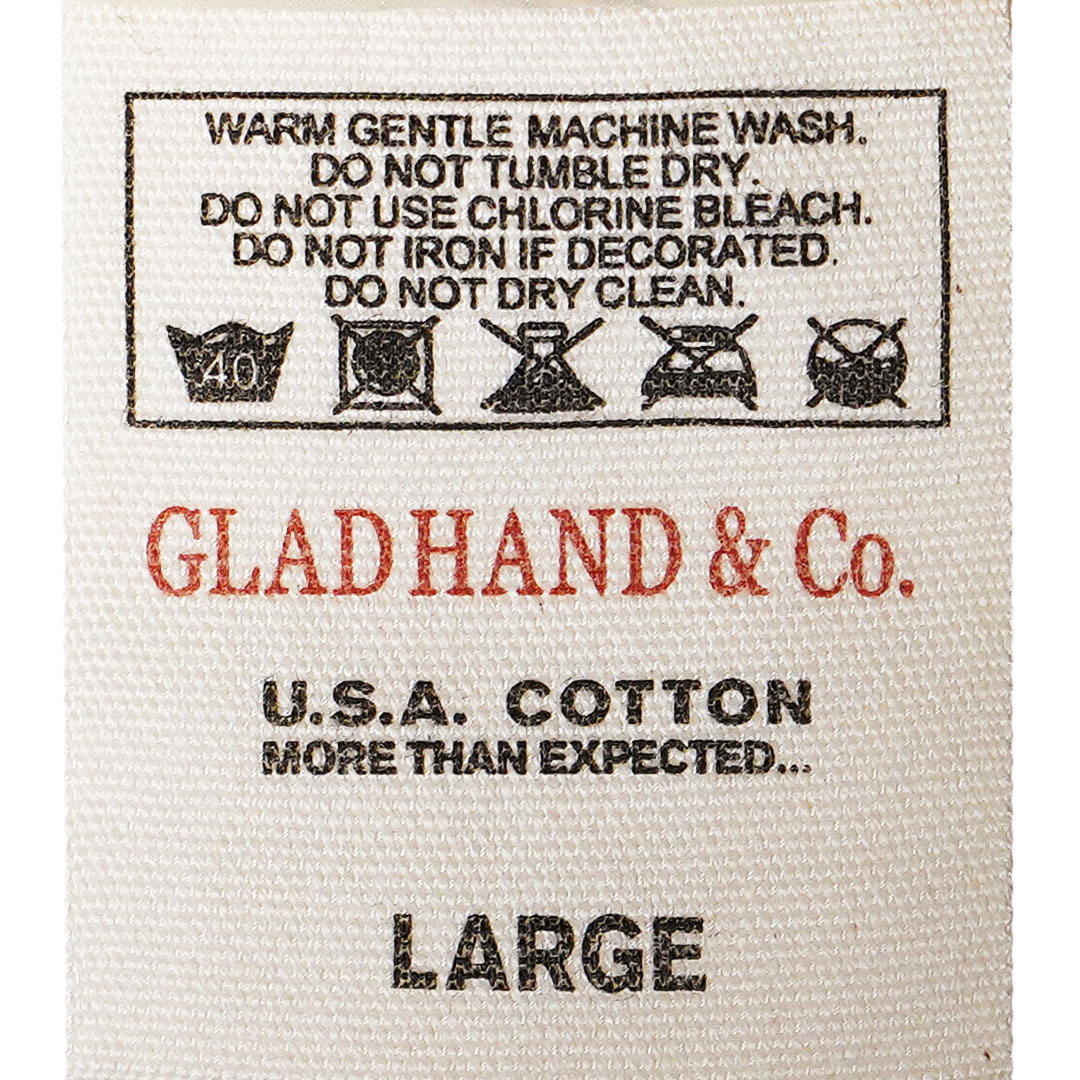 WARM GENTLE MACHINE WASH.
DO NOT TUMBLE DRY.
DO NOT USE CHLORINE BLEACH.
DO NOT IRON IF DECORATED.
DO NOT DRY CLEAN.
40
GLAD HAND & Co.
U.S.A. COTTON
MORE THAN EXPECTED...
LARGE